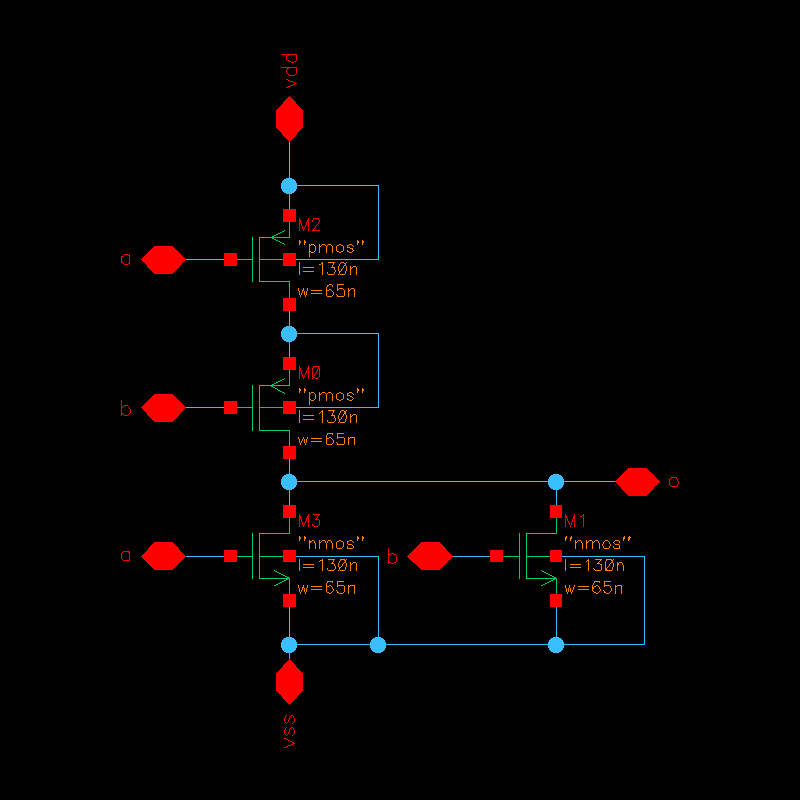 vdd
M2
a
"pmos"
l=130n
w=65n
M0
b
"pmos"
l=130n
w=65n
o
M3
M1
a
"nmos"
b
"nmos"
l=130n
l=130n
w=65n
w=65n
vss